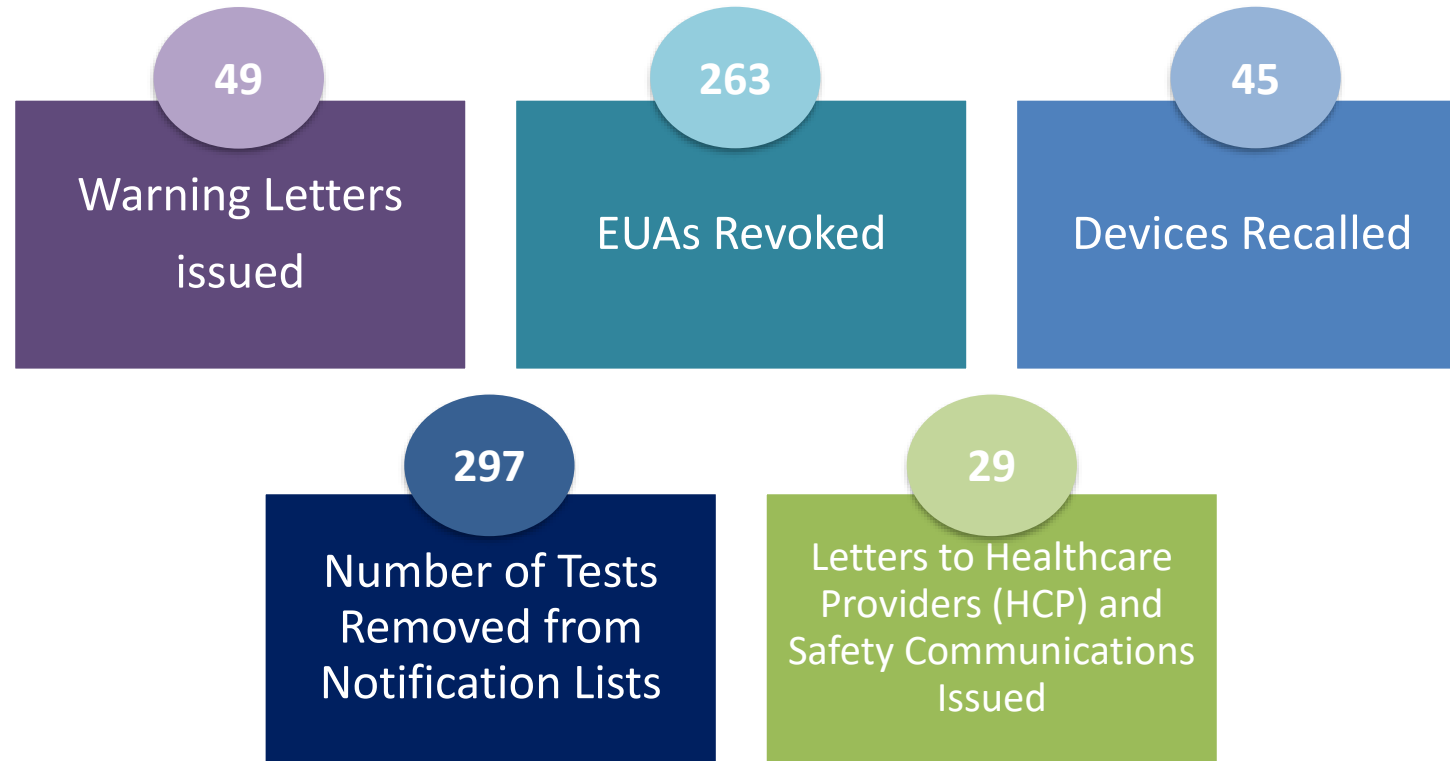 49
Warning Letters
issued
263
EUAs Revoked
45
Devices Recalled
297
Number of Tests
Removed from
Notification Lists
29
Letters to Healthcare
Providers (HCP) and
Safety Communications
Issued